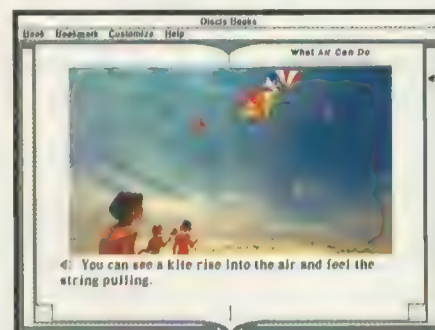 Discis Books
Book Bookmark Customize Help
What Air Can Do
You can see a kite rise into the air and feel the
string pulling.